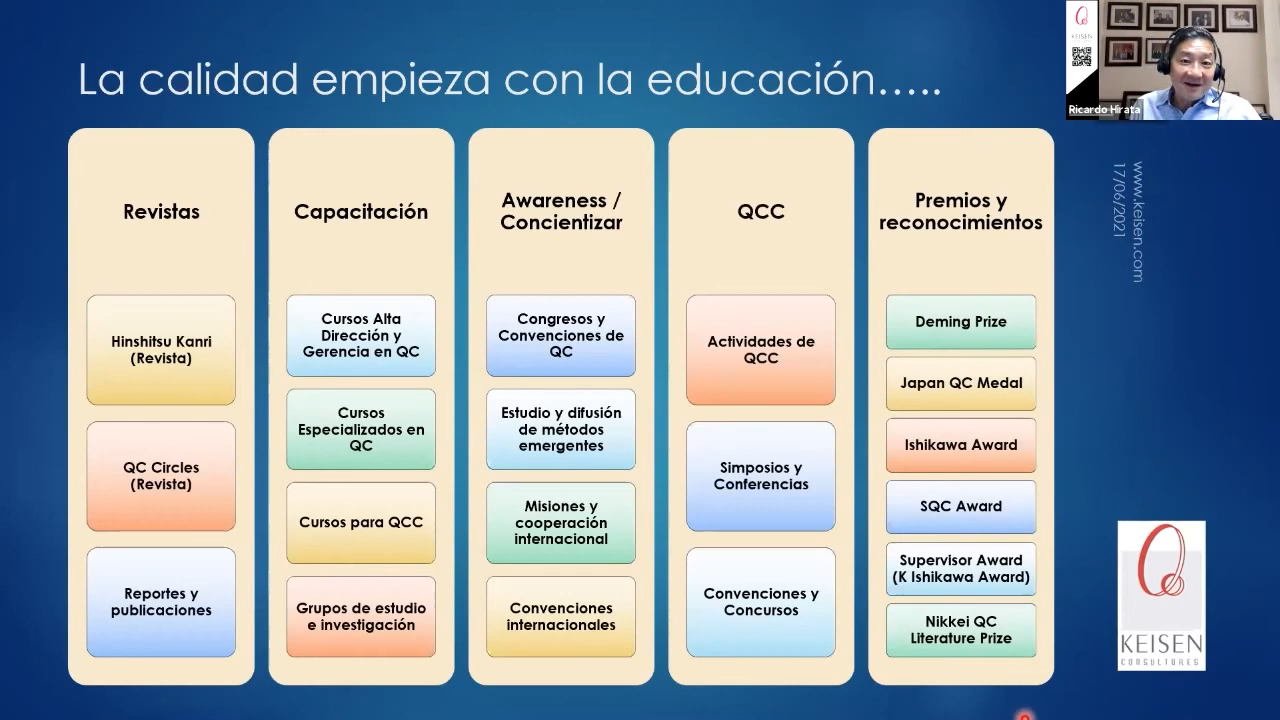 La calidad empieza con la educación.....
KEISEN
Ricardo Hirata
www.keisen.com
17/06/2021
Revistas
Hinshitsu Kanri
(Revista)
QC Circles
(Revista)
Reportes y
publicaciones
Capacitación
Cursos Alta
Dirección y
Gerencia en QC
Cursos
Especializados en
QC
Cursos para QCC
Grupos de estudio
e investigación
Awareness /
Concientizar
Congresos y
Convenciones de
QC
Estudio y difusión
de métodos
emergentes
Misiones y
cooperación
internacional
Convenciones
internacionales
QCC
Actividades de
QCC
Simposios y
Conferencias
Convenciones y
Concursos
Premios y
reconocimientos
Deming Prize
Japan QC Medal
Ishikawa Award
SQC Award
Supervisor Award
(K Ishikawa Award)
Nikkei QC
Literature Prize
KEISEN
CONSULTORES